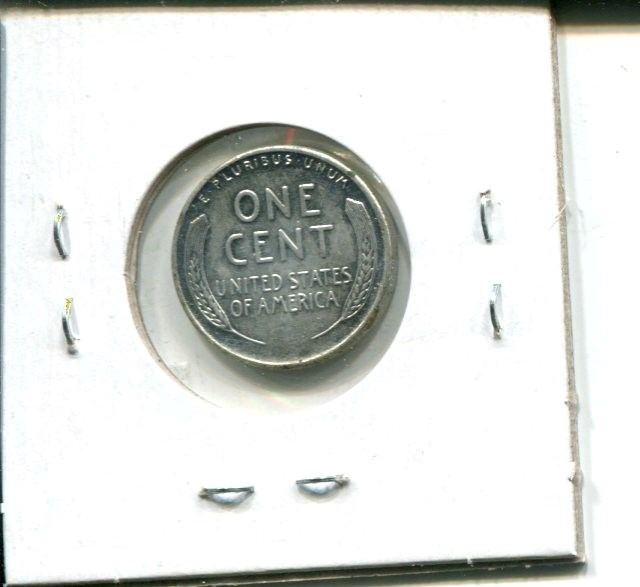 E·PLURIBUS·UNUM
ONE
CENT
UNITED STATES
OF AMERICA